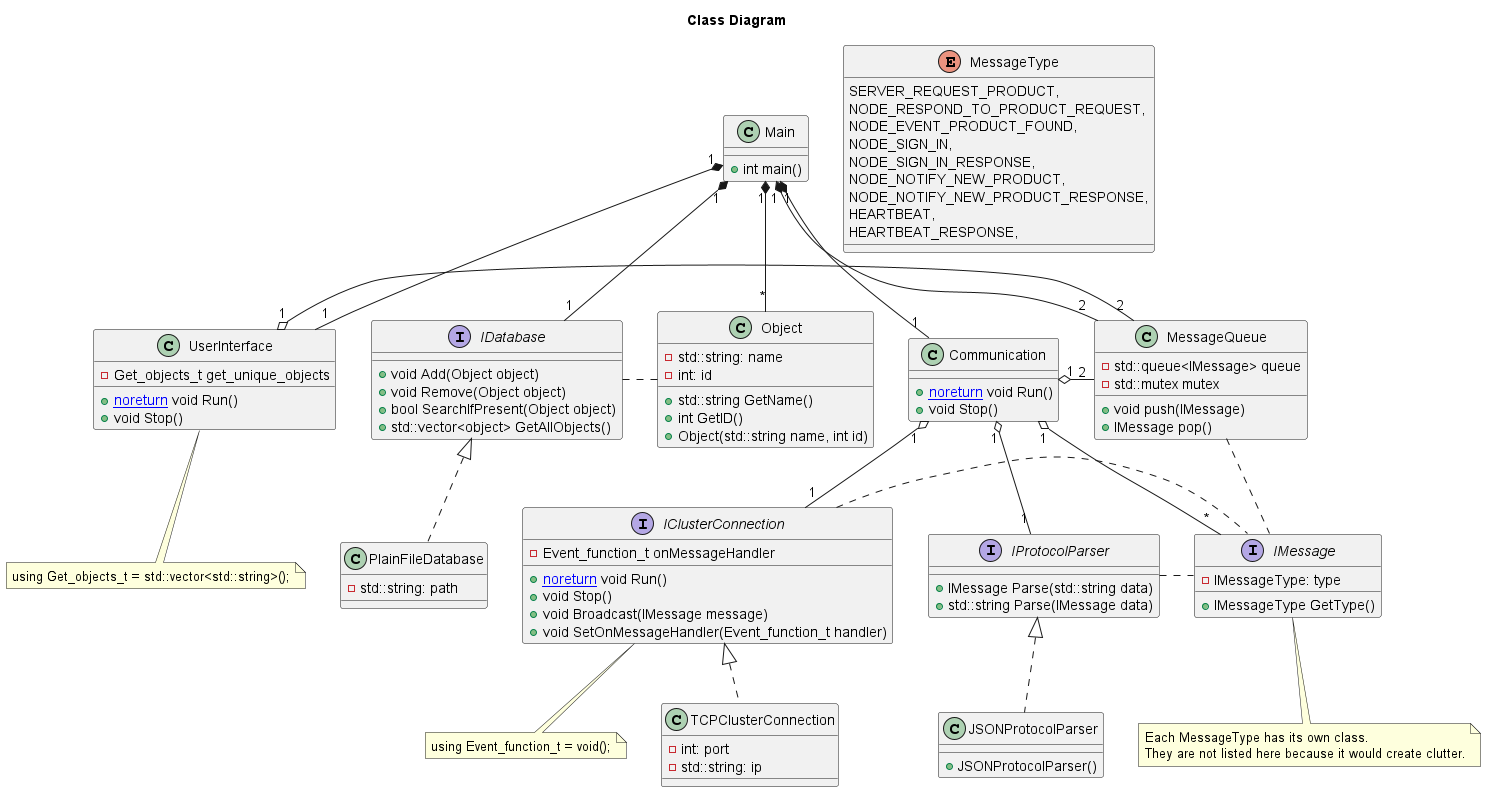 Class Diagram
E MessageType
SERVER_REQUEST_PRODUCT,
NODE_RESPOND_TO_PRODUCT_REQUEST,
NODE_EVENT_PRODUCT_FOUND,
NODE_SIGN_IN,
NODE_SIGN_IN_RESPONSE,
NODE_NOTIFY_NEW_PRODUCT,
NODE_NOTIFY_NEW_PRODUCT_RESPONSE,
HEARTBEAT,
HEARTBEAT_RESPONSE,
C Main
int main()
1
1
1
1
1
1
1
1
*
1
2
2
C UserInterface
Get_objects_t get_unique_objects
noreturn void Run()
void Stop()
I IDatabase
void Add(Object object)
void Remove(Object object)
bool SearchIfPresent(Object object)
std::vector<object> GetAllObjects()
C Object
std::string: name
int: id
std::string GetName()
int GetID()
Object(std::string name, int id)
C Communication
noreturn void Run()
void Stop()
1
2
C MessageQueue
std::queue<IMessage> queue
std::mutex mutex
void push(IMessage)
IMessage pop()
1
1
1
1
1
*
using Get_objects_t = std::vector<std::string>();
C PlainFileDatabase
std::string: path
I IClusterConnection
Event_function_t onMessageHandler
noreturn void Run()
void Stop()
void Broadcast(IMessage message)
void SetOnMessageHandler(Event_function_t handler)
I IProtocolParser
IMessage Parse(std::string data)
std::string Parse(IMessage data)
I IMessage
IMessageType: type
IMessageType GetType()
using Event_function_t = void();
C TCPClusterConnection
int: port
std::string: ip
C JSONProtocolParser
JSONProtocolParser()
Each MessageType has its own class.
They are not listed here because it would create clutter.